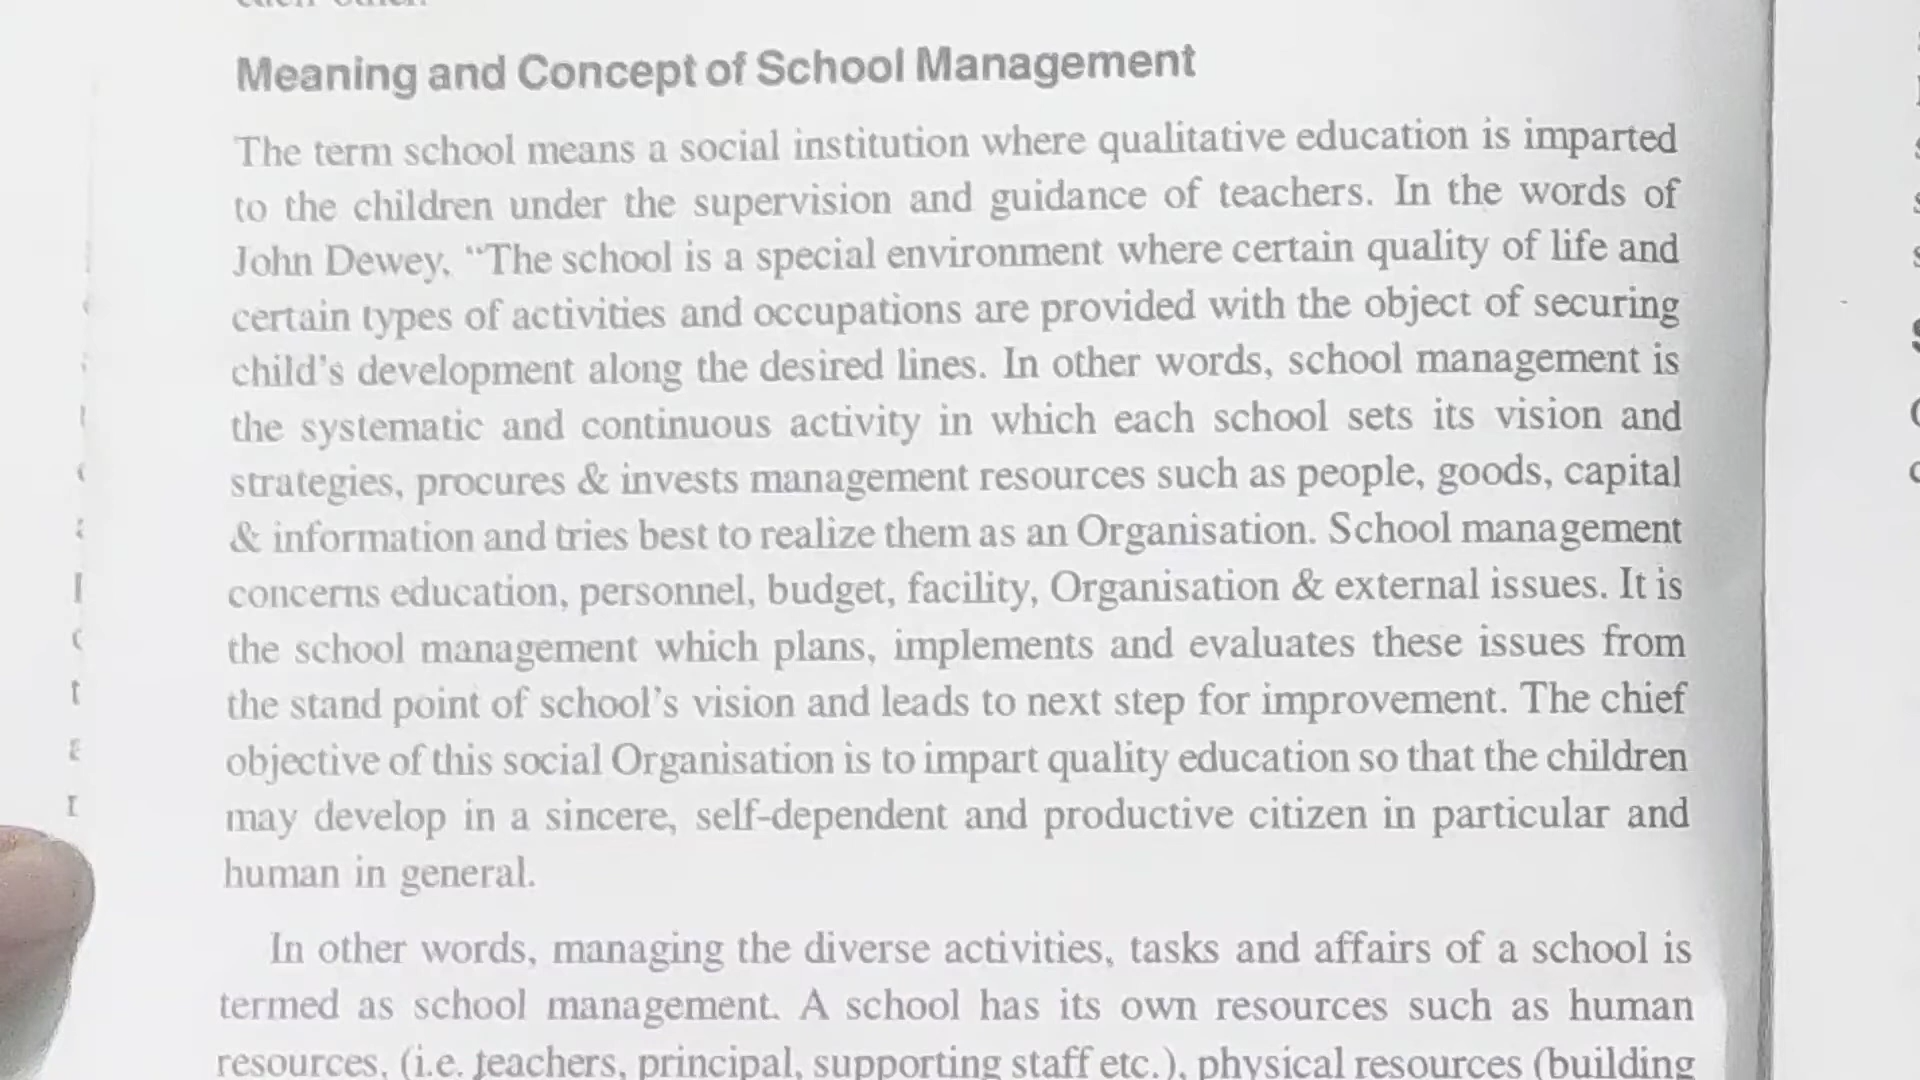 Meaning and Concept of School Management
The term school means a social institution where qualitative education is imparted
to the children under the supervision and guidance of teachers. In the words of
John Dewey. “The school is a special environment where certain quality of life and
certain types of activities and occupations are provided with the object of securing
child's development along the desired lines. In other words, school management is
the systematic and continuous activity in which each school sets its vision and
strategies, procures & invests management resources such as people, goods, capital
& information and tries best to realize them as an Organisation. School management
concerns education, personnel, budget, facility, Organisation & external issues. It is
the school management which plans, implements and evaluates these issues from
the stand point of school's vision and leads to next step for improvement. The chief
objective of this social Organisation is to impart quality education so that the children
may develop in a sincere, self-dependent and productive citizen in particular and
human in general.
In other words, managing the diverse activities, tasks and affairs of a school is
termed as school management. A school has its own resources such as human
resources, (i.e. teachers, principal, supporting staff etc.), physical resources (building